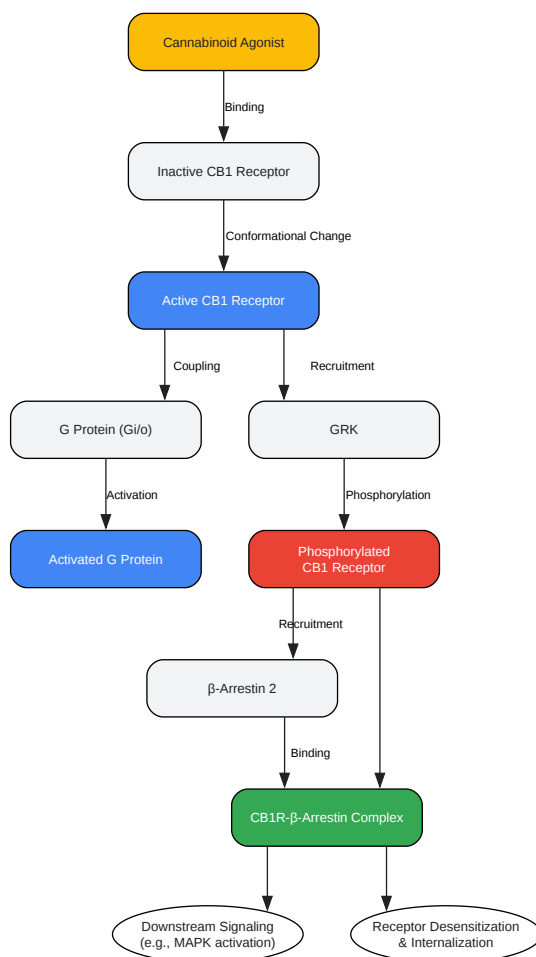 Cannabinoid Agonist
Binding
Inactive CB1 Receptor
Conformational Change
Active CB1 Receptor
Coupling
Recruitment
G Protein (Gi/o)
GRK
Activation
Phosphorylation
Activated G Protein
Phosphorylated
CB1 Receptor
Recruitment
β-Arrestin 2
Binding
CB1R-β-Arrestin Complex
Downstream Signaling
(e.g., MAPK activation)
Receptor Desensitization
& Internalization